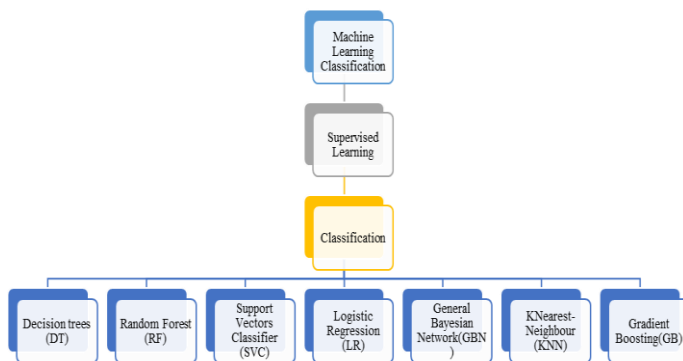 Machine
Learning
Classification
Supervised
Learning
Classification
Decision trees
(DT)
Random Forest
(RF)
Support
Vectors
Classifier
(SVC)
Logistic
Regression
(LR)
General
Bayesian
Network(GBN
)
KNearest-
Neighbour
(KNN)
Gradient
Boosting(GB)